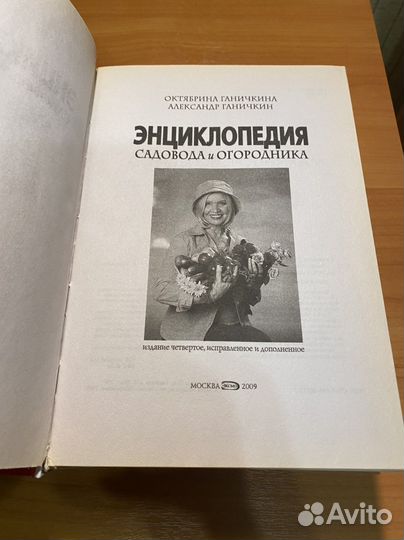 ОКТЯБРИНА ГАНИЧКИНА
АЛЕКСАНДР ГАНИЧКИН
ЭНЦИКЛОПЕДИЯ
САДОВОДА и ОГОРОДНИКА
издание четвертое, исправленное и дополненное
МОСКВА ЭКСМО 2009
Avito